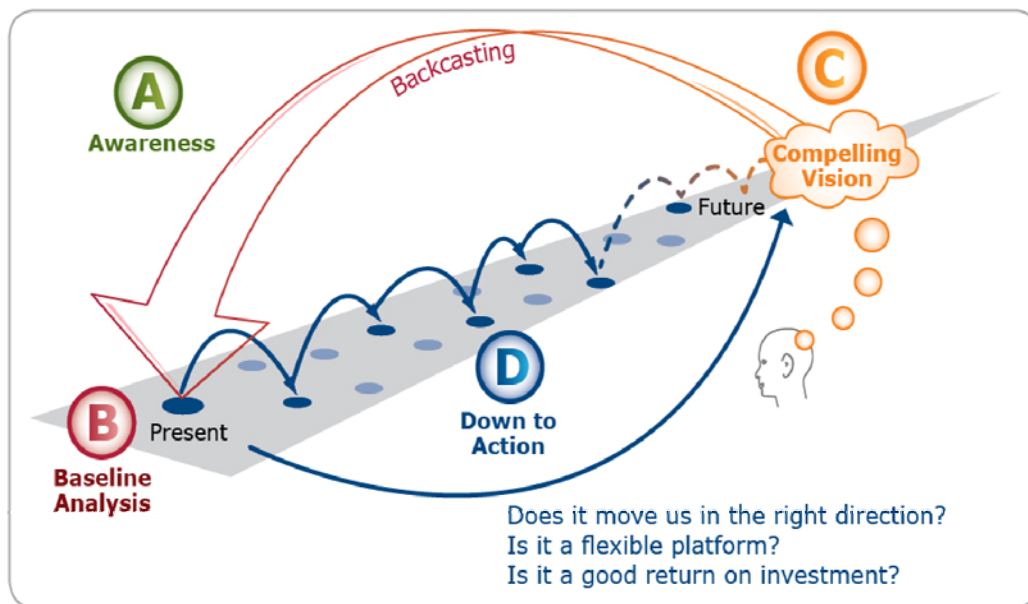 A
Awareness
Backcasting
C
Compelling
Vision
Future
D
Down to
Action
B
Present
Baseline
Analysis
Does it move us in the right direction?
Is it a flexible platform?
Is it a good return on investment?